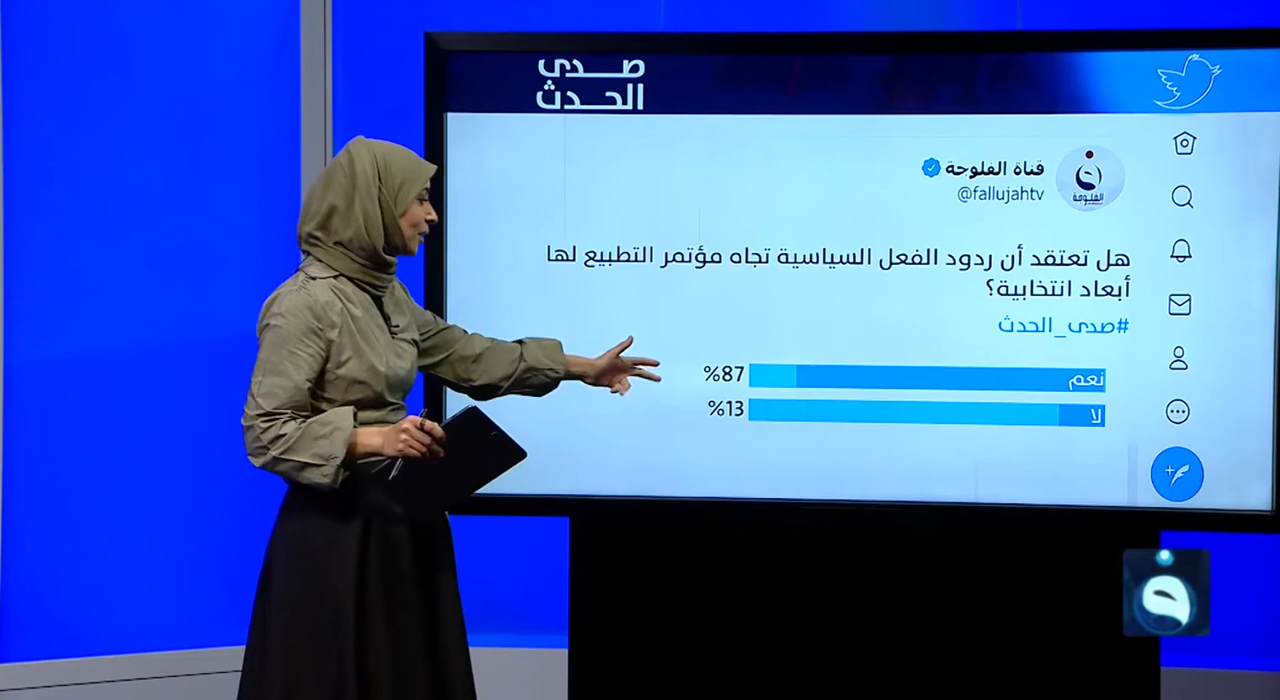 صدى
الحدث
قناة الفلوجة
@fallujahtv
الفلوجة
هل تعتقد أن ردود الفعل السياسية تجاه مؤتمر التطبيع لها
أبعاد انتخابية؟
#صدى_الحدث
نعم %87
لا %13